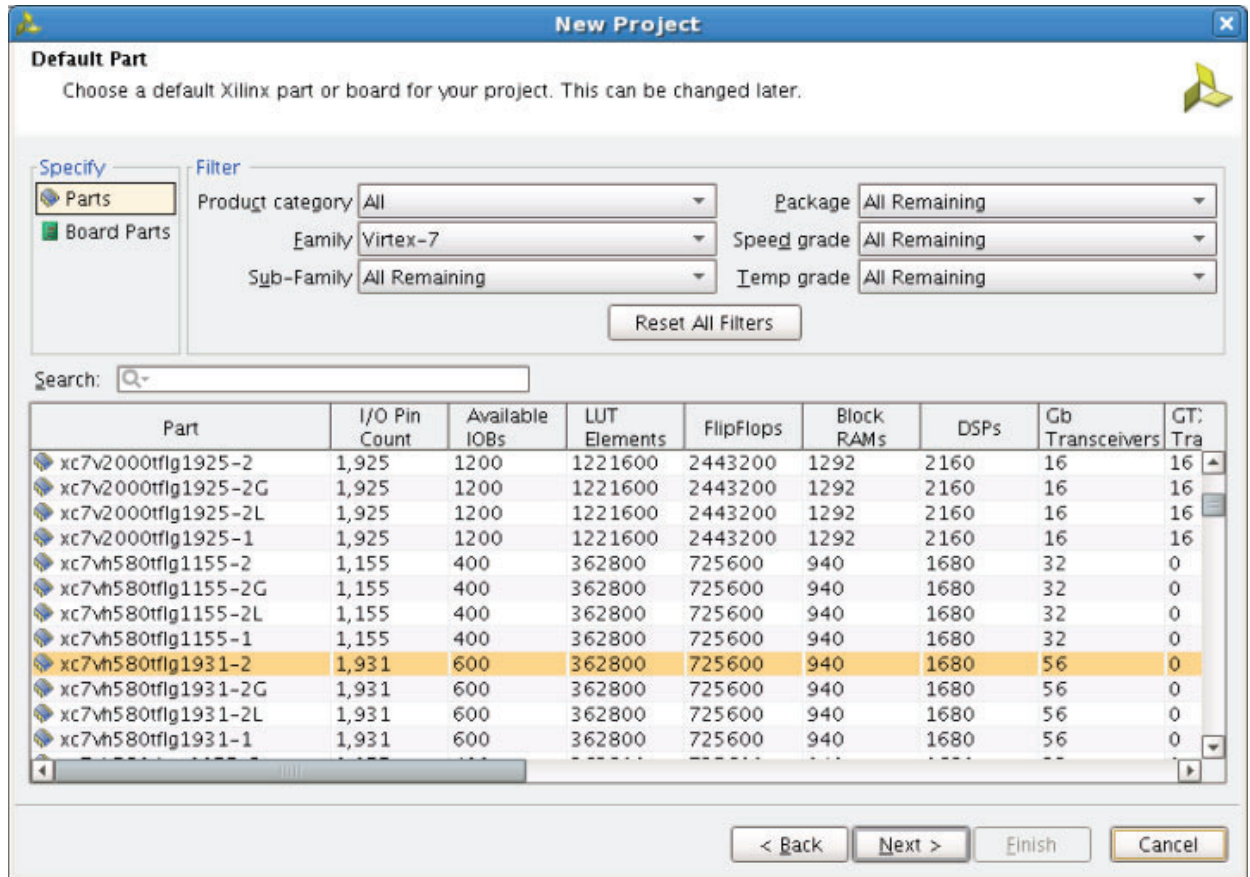 New Project
Default Part
Choose a default Xilinx part or board for your project. This can be changed later.
Specify
Parts
Board Parts
Filter
Product category All
Family Virtex-7
Sub-Family All Remaining
Package All Remaining
Speed grade All Remaining
Temp grade All Remaining
Reset All Filters
Search:
Part I/O Pin Count Available IOBs LUT Elements FlipFlops Block RAMs DSPs Gb Transceivers GT Tra
xc7v2000tflg1925-2 1,925 1200 1221600 2443200 1292 2160 16 16
xc7v2000tflg1925-2G 1,925 1200 1221600 2443200 1292 2160 16 16
xc7v2000tflg1925-2L 1,925 1200 1221600 2443200 1292 2160 16 16
xc7v2000tflg1925-1 1,925 1200 1221600 2443200 1292 2160 16 16
xc7vh580tflg1155-2 1,155 400 362800 725600 940 1680 32 0
xc7vh580tflg1155-2G 1,155 400 362800 725600 940 1680 32 0
xc7vh580tflg1155-2L 1,155 400 362800 725600 940 1680 32 0
xc7vh580tflg1155-1 1,155 400 362800 725600 940 1680 32 0
xc7vh580tflg1931-2 1,931 600 362800 725600 940 1680 56 0
xc7vh580tflg1931-2G 1,931 600 362800 725600 940 1680 56 0
xc7vh580tflg1931-2L 1,931 600 362800 725600 940 1680 56 0
xc7vh580tflg1931-1 1,931 600 362800 725600 940 1680 56 0
< Back Next > Finish Cancel